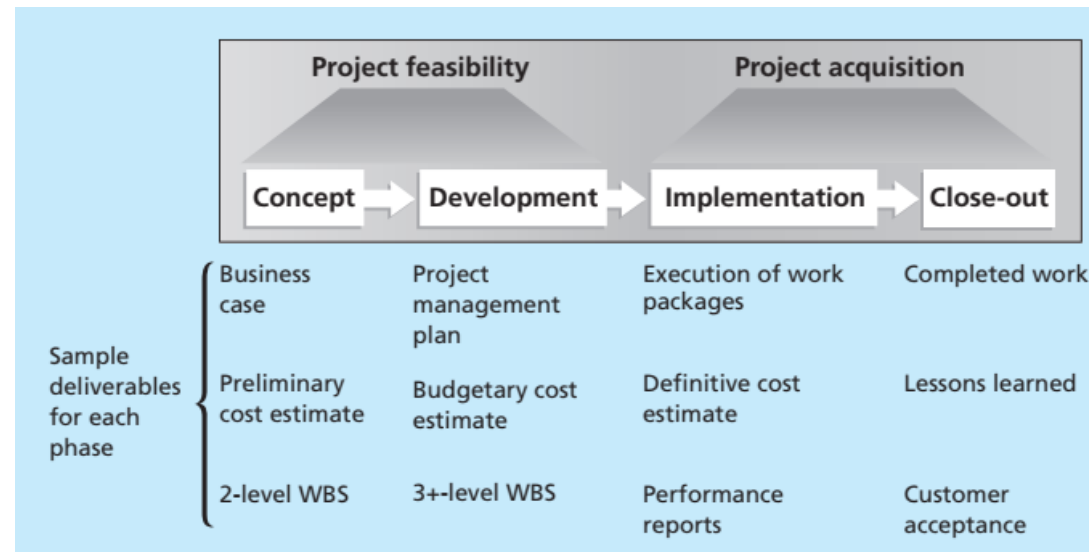 Project feasibility
Project acquisition
Concept
Development
Implementation
Close-out
Sample
deliverables
for each
phase
Business
case
Project
management
plan
Execution of work
packages
Completed work
Preliminary
cost estimate
Budgetary cost
estimate
Definitive cost
estimate
Lessons learned
2-level WBS
3+-level WBS
Performance
reports
Customer
acceptance